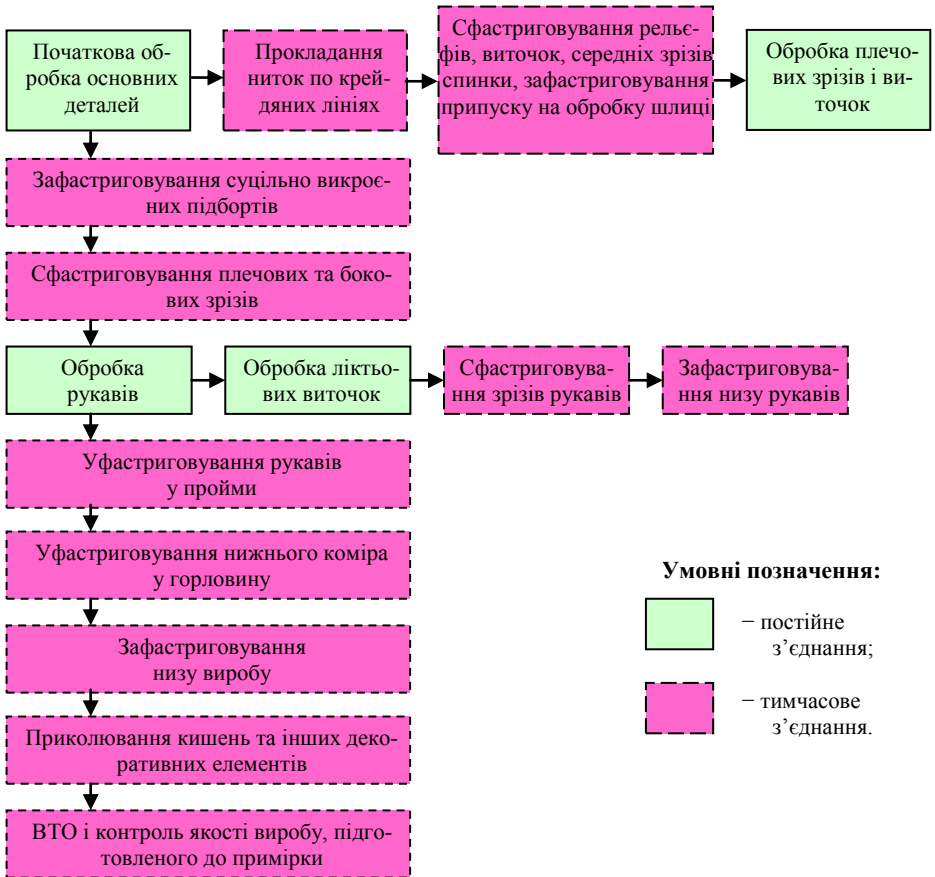 Початкова об-
робка основних
деталей
Прокладання
ниток по крей-
дяних лініях
Сфастриговування рельє-
фів, виточок, середніх зрізів
спинки, зафастриговування
припуску на обробку шлиці
Обробка плечо-
вих зрізів і ви-
точок
Зафастриговування суцільно викроє-
них підбортів
Сфастриговування плечових та боко-
вих зрізів
Обробка
рукавів
Обробка лікт​ьо-
вих виточок
Сфастриговува-
ння зрізів рукавів
Зафастриговува-
ння низу рукавів
Уфастриговування рукавів
у пройми
Уфастриговування нижнього коміра
у горловину
Зафастриговування
низу виробу
Приколювання кишень та інших деко-
ративних елементів
ВТО і контроль якості виробу, підго-
товленого до примірки
Умовні позначення:
− постійне
з’єднання;
− тимчасове
з’єднання.